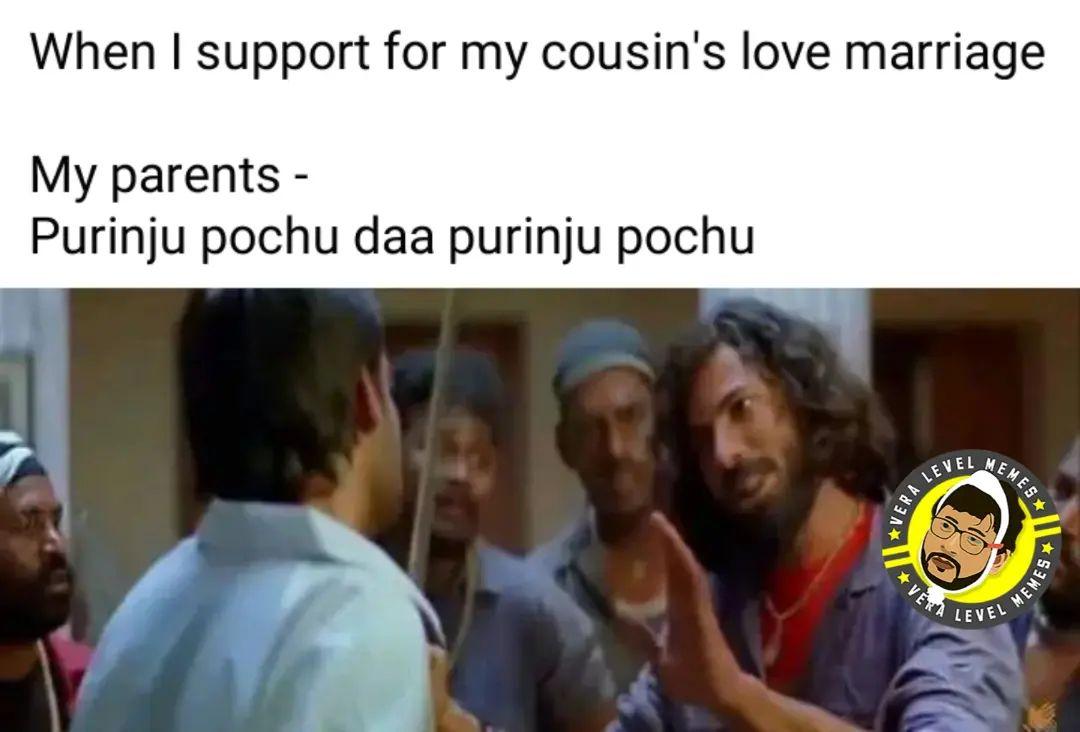 When I support for my cousin's love marriage
My parents -
Purinju pochu daa purinju pochu
VERA LEVEL MEMES
VERA LEVEL MEMES